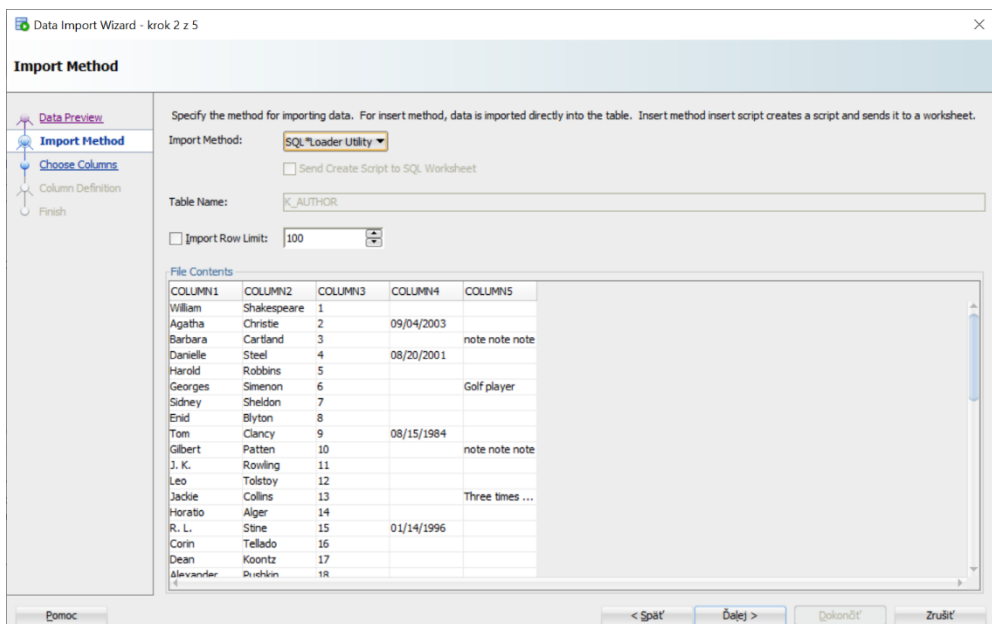 Data Import Wizard - krok 2 z 5
Import Method
Data Preview
Import Method
Choose Columns
Column Definition
Finish
Specify the method for importing data. For insert method, data is imported directly into the table. Insert method insert script creates a script and sends it to a worksheet.
Import Method: SQL*Loader Utility
Send Create Script to SQL Worksheet
Table Name: K_AUTHOR
Import Row Limit: 100
File Contents
COLUMN1 COLUMN2 COLUMN3 COLUMN4 COLUMN5
William Shakespeare 1
Agatha Christie 2 09/04/2003
Barbara Cartland 3 note note note
Danielle Steel 4 08/20/2001
Harold Robbins 5
Georges Simenon 6 Golf player
Sidney Sheldon 7
Enid Blyton 8
Tom Clancy 9 08/15/1984
Gilbert Patten 10 note note note
J. K. Rowling 11
Leo Tolstoy 12
Jackie Collins 13 Three times ...
Horatio Alger 14
R. L. Stine 15 01/14/1996
Corin Tellado 16
Dean Koontz 17
Alexander Pushkin 18
Pomoc < Späť Ďalej > Dokončiť Zrušiť